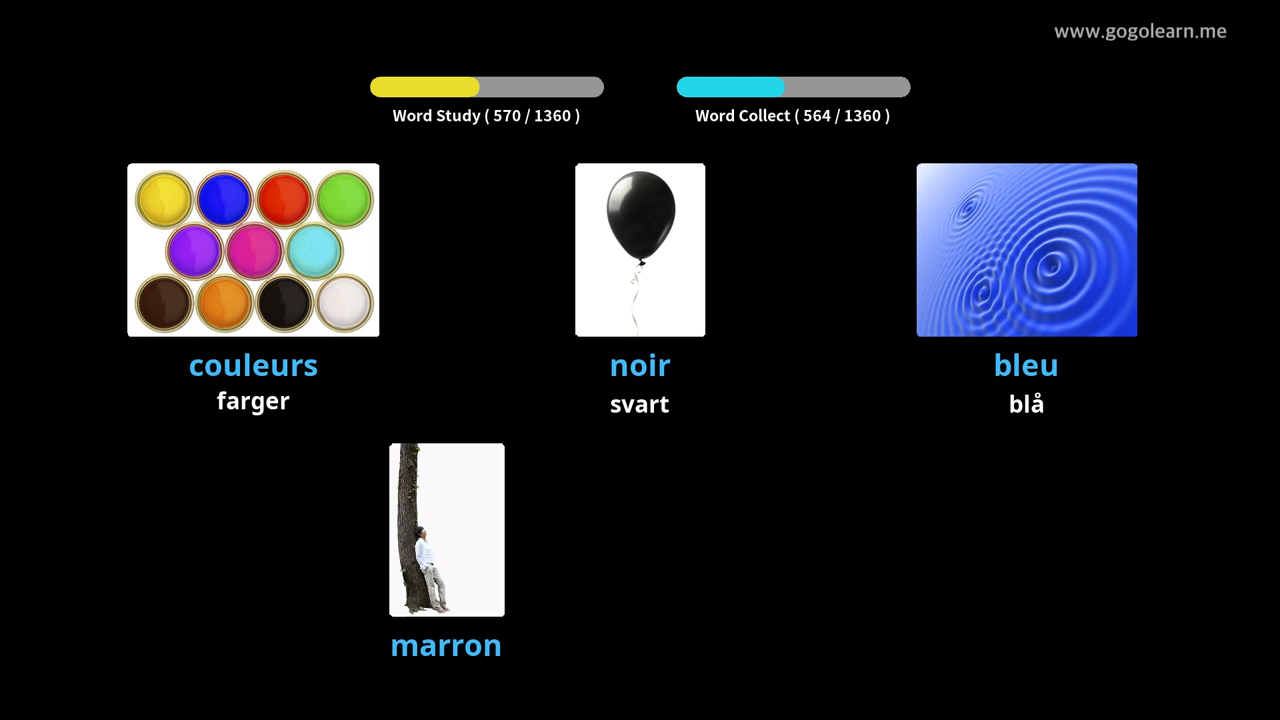 www.gogolearn.me
Word Study ( 570 / 1360 )
Word Collect ( 564 / 1360 )
couleurs
farger
noir
svart
bleu
blå
marron